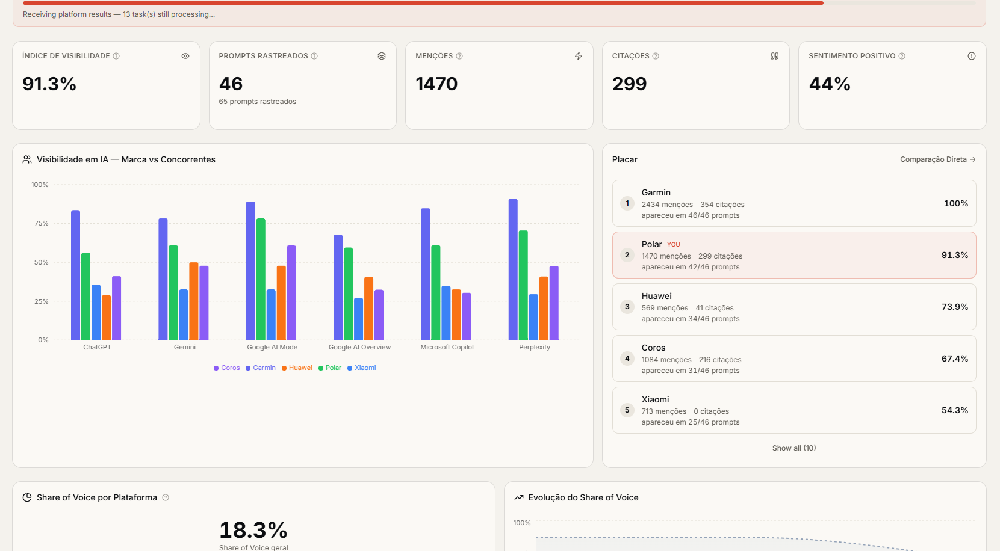 Receiving platform results — 13 task(s) still processing...
ÍNDICE DE VISIBILIDADE
91.3%
PROMPTS RASTREADOS
46
65 prompts rastreados
MENÇÕES
1470
CITAÇÕES
299
SENTIMENTO POSITIVO
44%
Visibilidade em IA — Marca vs Concorrentes
100%
75%
50%
25%
0%
ChatGPT
Gemini
Google AI Mode
Google AI Overview
Microsoft Copilot
Perplexity
Coros Garmin Huawei Polar Xiaomi
Placar
Comparação Direta →
1
Garmin
2434 menções 354 citações
apareceu em 46/46 prompts
100%
2
Polar YOU
1470 menções 299 citações
apareceu em 42/46 prompts
91.3%
3
Huawei
569 menções 41 citações
apareceu em 34/46 prompts
73.9%
4
Coros
1084 menções 216 citações
apareceu em 31/46 prompts
67.4%
5
Xiaomi
713 menções 0 citações
apareceu em 25/46 prompts
54.3%
Show all (10)
Share of Voice por Plataforma
18.3%
Share of Voice geral
Evolução do Share of Voice
100%